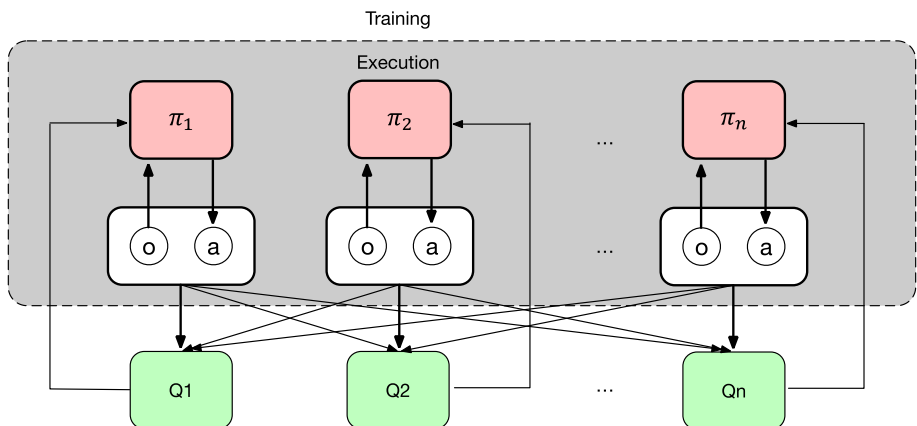 Training
Execution
π₁ π₂ ... πₙ
o a o a ... o a
Q1 Q2 ... Qn